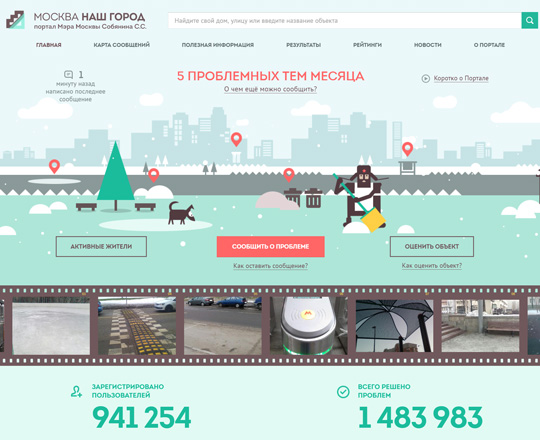 МОСКВА НАШ ГОРОД
портал Мэра Москвы Собянина С.С.
Найдите свой дом, улицу или введите название объекта
ГЛАВНАЯ КАРТА СООБЩЕНИЙ ПОЛЕЗНАЯ ИНФОРМАЦИЯ РЕЗУЛЬТАТЫ РЕЙТИНГИ НОВОСТИ О ПОРТАЛЕ
1
минуту назад
написано последнее
сообщение
5 ПРОБЛЕМНЫХ ТЕМ МЕСЯЦА
О чем ещё можно сообщить?
Коротко о Портале
АКТИВНЫЕ ЖИТЕЛИ
СООБЩИТЬ О ПРОБЛЕМЕ
Как оставить сообщение?
ОЦЕНИТЬ ОБЪЕКТ
Как оценить объект?
ЗАРЕГИСТРИРОВАНО
ПОЛЬЗОВАТЕЛЕЙ
941 254
ВСЕГО РЕШЕНО
ПРОБЛЕМ
1 483 983